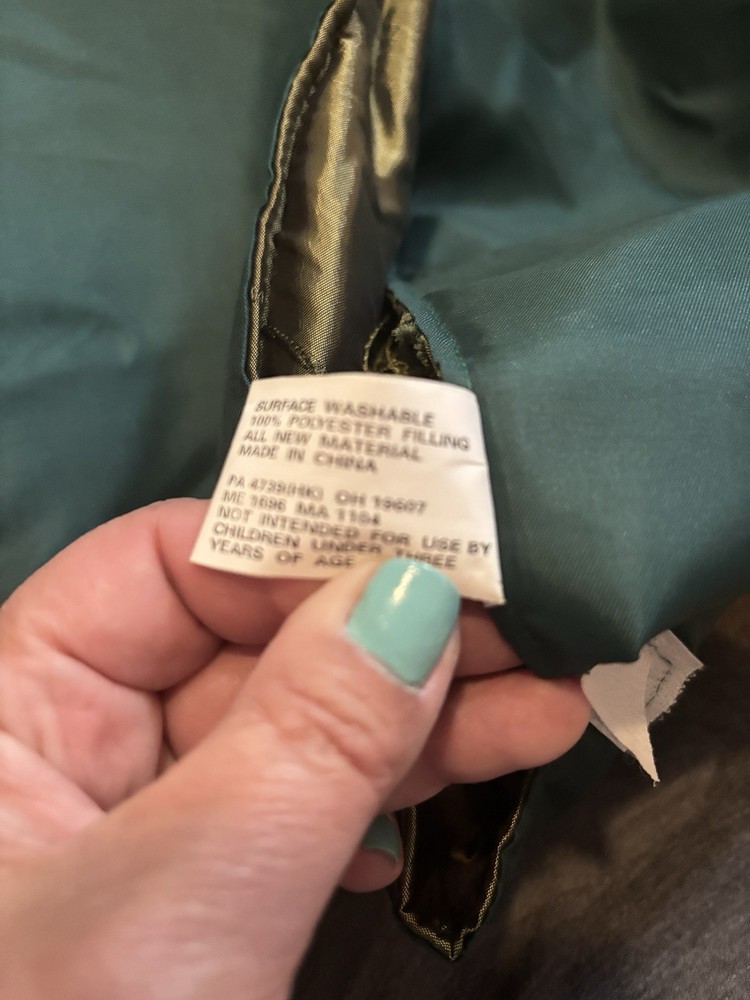 SURFACE WASHABLE
100% POLYESTER FILLING
ALL NEW MATERIAL
MADE IN CHINA
PA 4739(HK) OH 19607
ME 1696 MA 1104
NOT INTENDED FOR USE BY
CHILDREN UNDER THREE
YEARS OF AGE